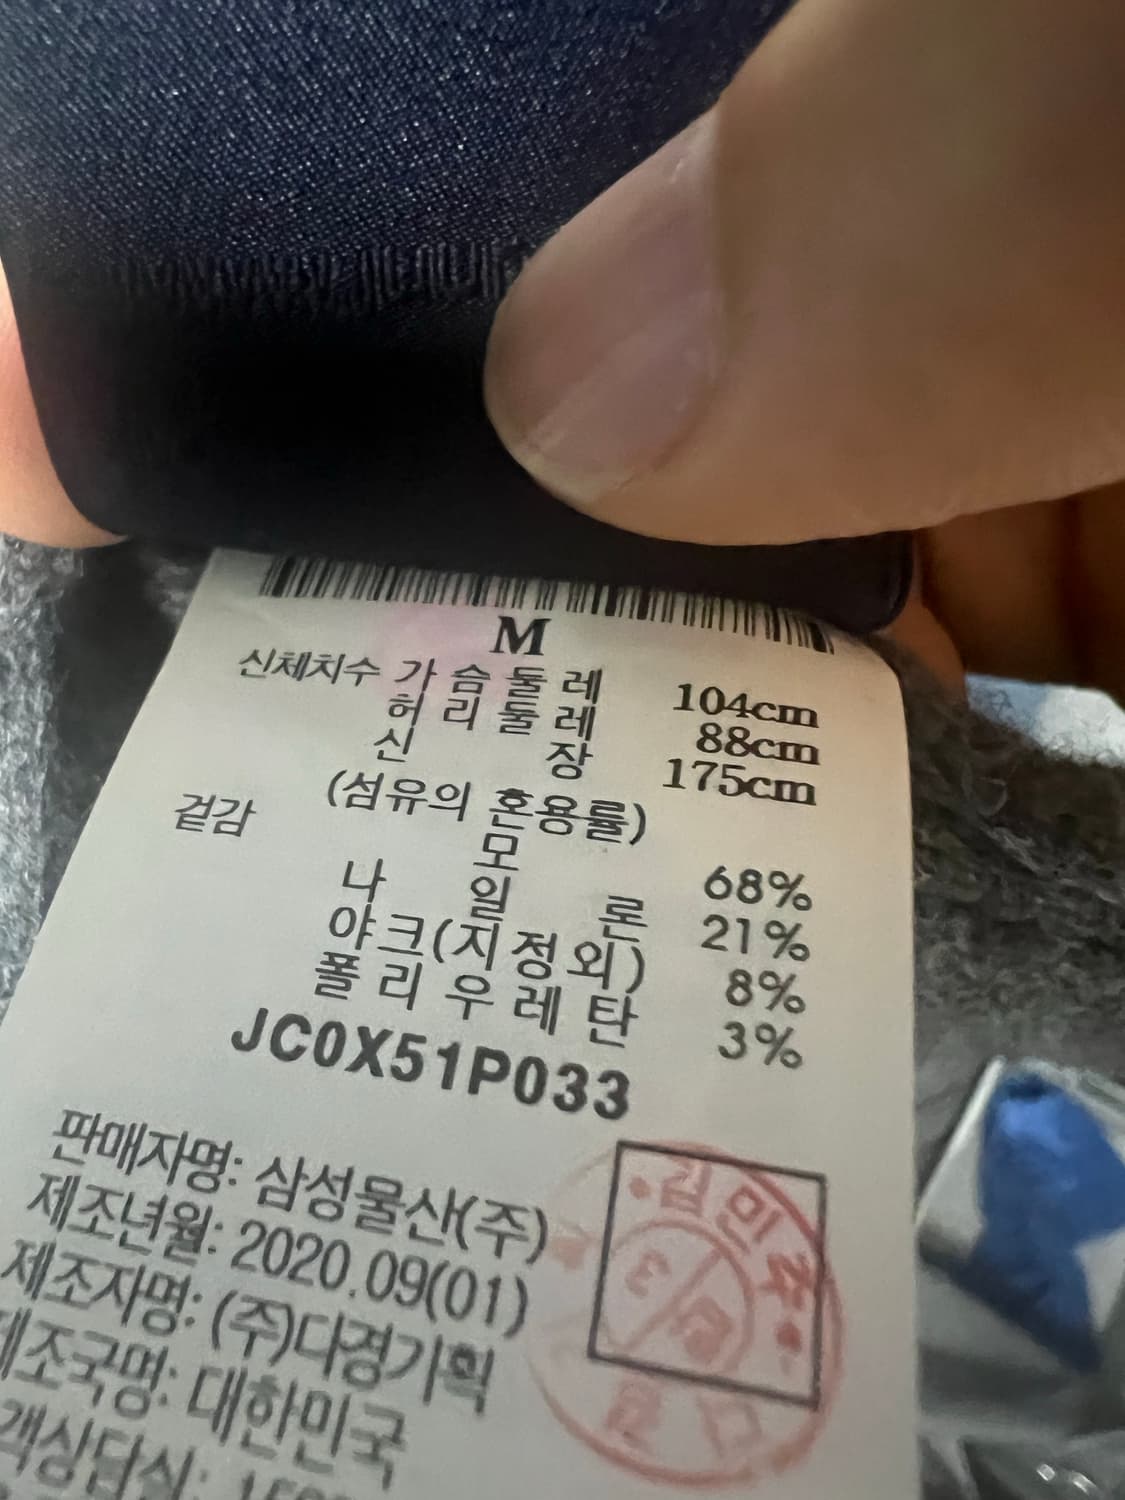 M
신체치수 가슴둘레 104cm
허리둘레 88cm
신장 175cm
(섬유의 혼용률)
겉감 모 68%
나일론 21%
야크(지정외) 8%
폴리우레탄 3%
JC0X51P033
판매자명: 삼성물산(주)
제조년월: 2020.09(01)
제조자명: (주)다경기획
제조국명: 대한민국